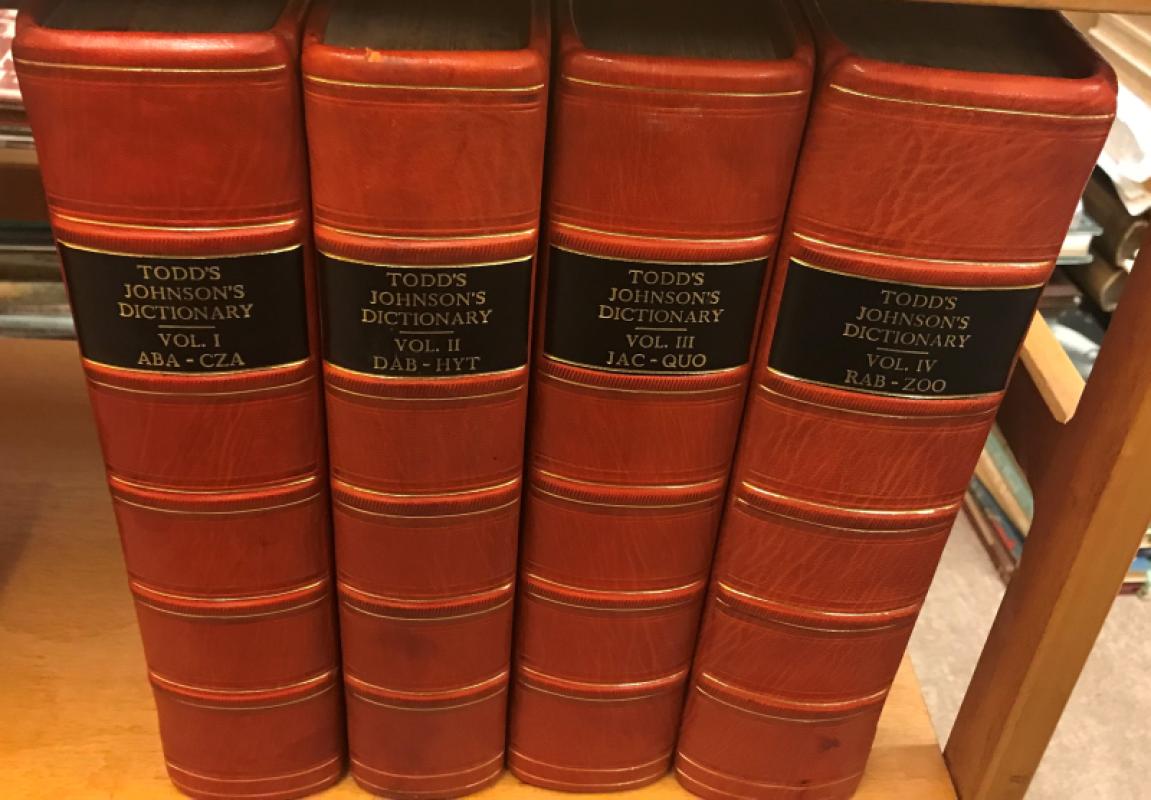 TODD'S
JOHNSON'S
DICTIONARY
VOL. I
ABA - CZA
TODD'S
JOHNSON'S
DICTIONARY
VOL. II
DAB - HYT
TODD'S
JOHNSON'S
DICTIONARY
VOL. III
JAC - QUO
TODD'S
JOHNSON'S
DICTIONARY
VOL. IV
RAB - ZOO